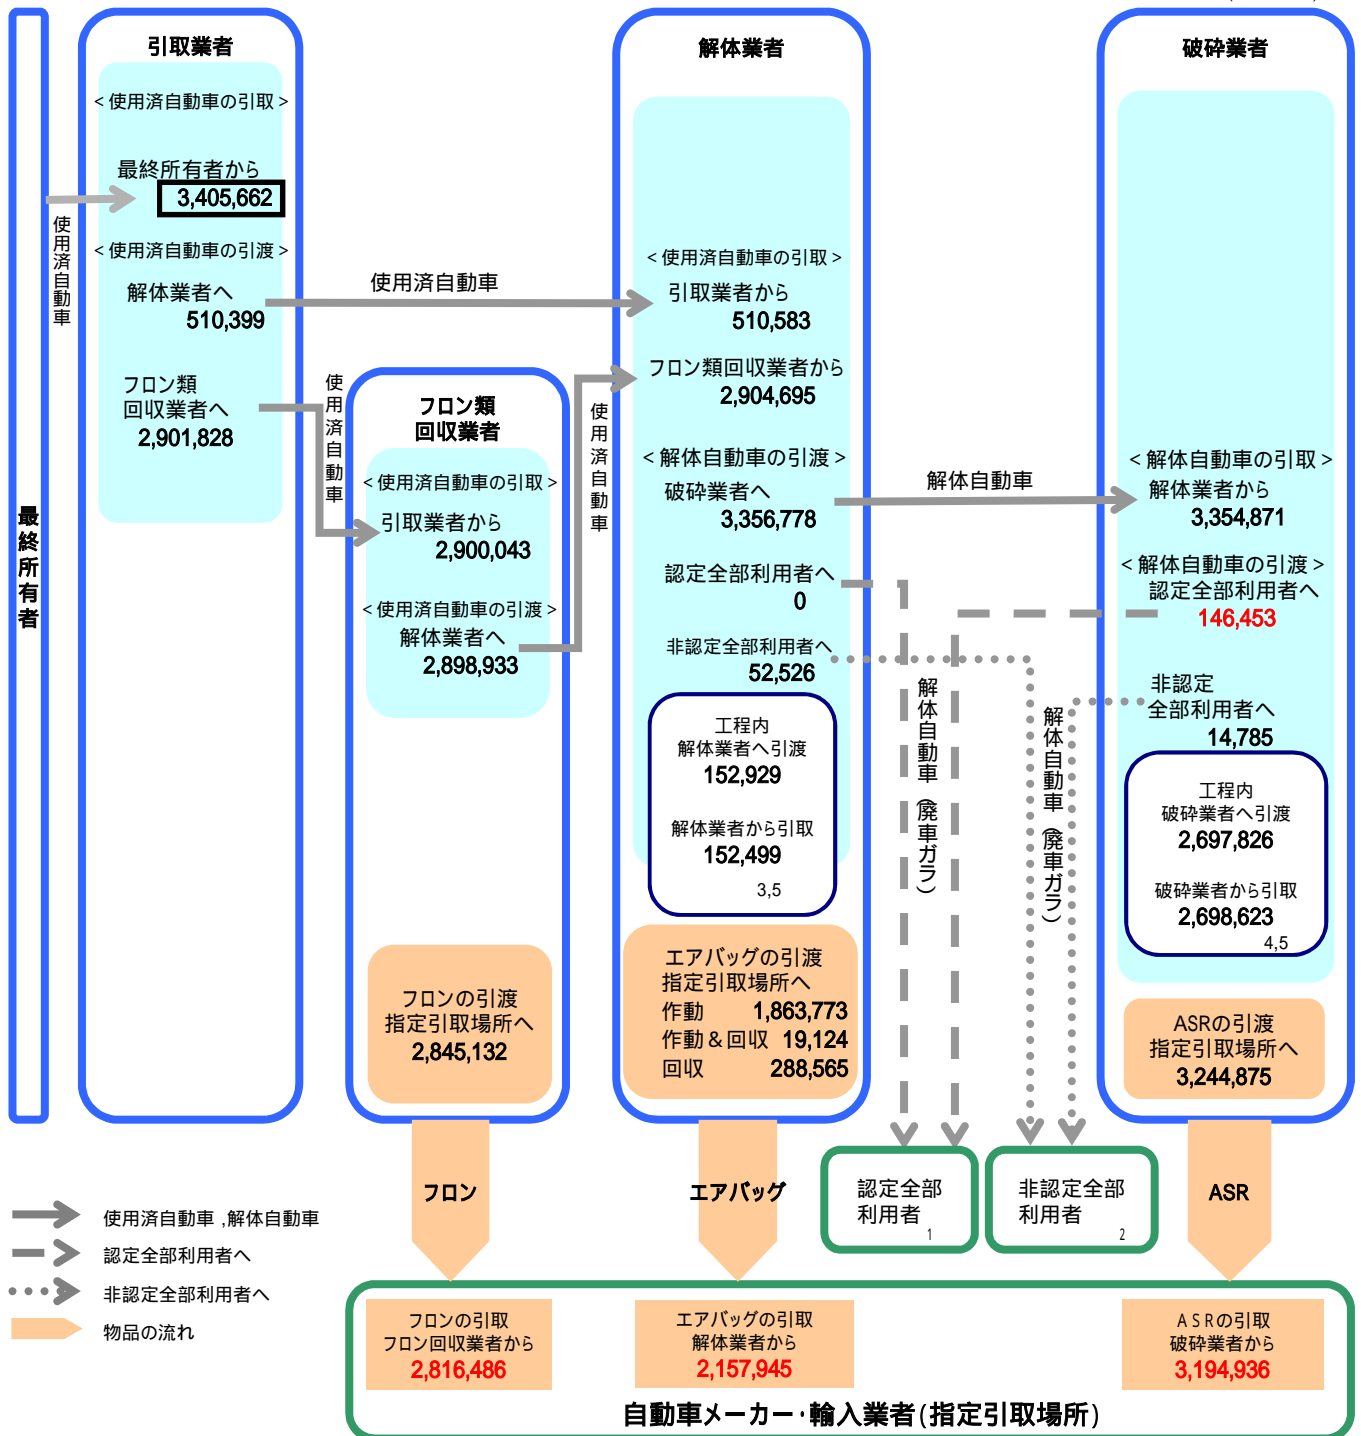 引取業者
<使用済自動車の引取>
最終所有者から
3,405,662
<使用済自動車の引渡>
解体業者へ
510,399
フロン類
回収業者へ
2,901,828
使用済自動車
最終所有者
使用済自動車
使用済自動車
フロン類
回収業者
<使用済自動車の引取>
引取業者から
2,900,043
<使用済自動車の引渡>
解体業者へ
2,898,933
フロンの引渡
指定引取場所へ
2,845,132
使用済自動車
解体業者
<使用済自動車の引取>
引取業者から
510,583
フロン類回収業者から
2,904,695
<解体自動車の引渡>
破砕業者へ
3,356,778
認定全部利用者へ
0
非認定全部利用者へ
52,526
工程内
解体業者へ引渡
152,929
解体業者から引取
152,499
3,5
エアバッグの引渡
指定引取場所へ
作動 1,863,773
作動&回収 19,124
回収 288,565
解体自動車
解体自動車(廃車ガラ)
解体自動車(廃車ガラ)
破砕業者
<解体自動車の引取>
解体業者から
3,354,871
<解体自動車の引渡>
認定全部利用者へ
146,453
非認定
全部利用者へ
14,785
工程内
破砕業者へ引渡
2,697,826
破砕業者から引取
2,698,623
4,5
ASRの引渡
指定引取場所へ
3,244,875
フロン
エアバッグ
認定全部
利用者
1
非認定全部
利用者
2
ASR
使用済自動車,解体自動車
認定全部利用者へ
非認定全部利用者へ
物品の流れ
フロンの引取
フロン回収業者から
2,816,486
エアバッグの引取
解体業者から
2,157,945
ASRの引取
破砕業者から
3,194,936
自動車メーカー・輸入業者(指定引取場所)